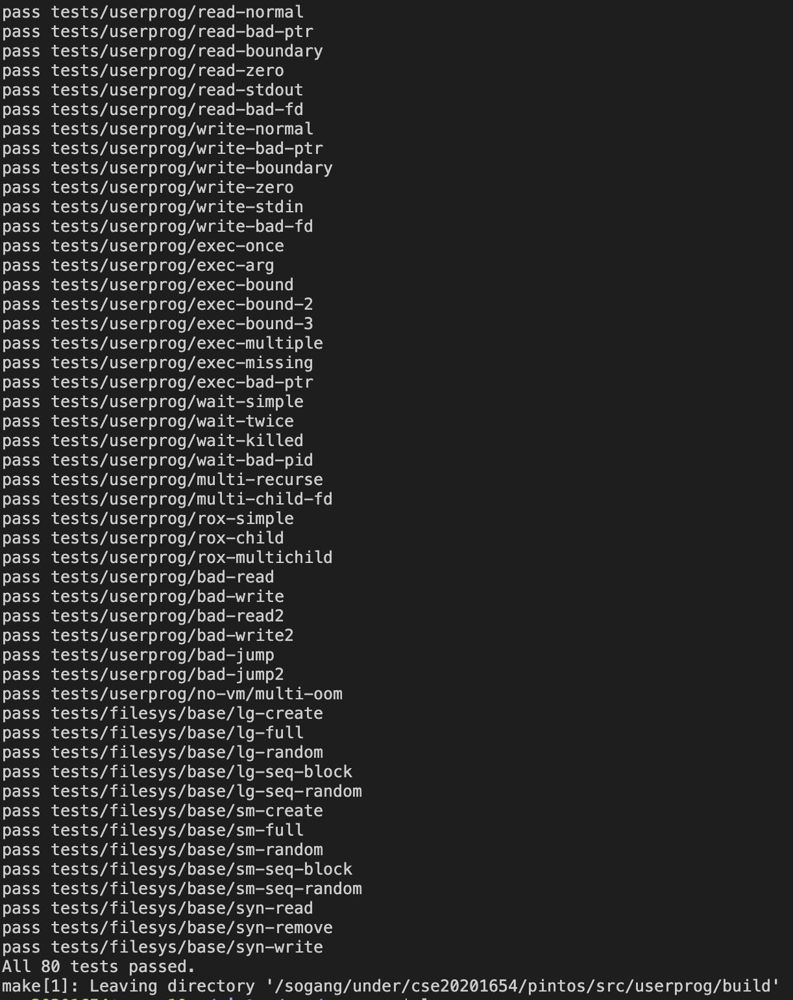 pass tests/userprog/read-normal
pass tests/userprog/read-bad-ptr
pass tests/userprog/read-boundary
pass tests/userprog/read-zero
pass tests/userprog/read-stdout
pass tests/userprog/read-bad-fd
pass tests/userprog/write-normal
pass tests/userprog/write-bad-ptr
pass tests/userprog/write-boundary
pass tests/userprog/write-zero
pass tests/userprog/write-stdin
pass tests/userprog/write-bad-fd
pass tests/userprog/exec-once
pass tests/userprog/exec-arg
pass tests/userprog/exec-bound
pass tests/userprog/exec-bound-2
pass tests/userprog/exec-bound-3
pass tests/userprog/exec-multiple
pass tests/userprog/exec-missing
pass tests/userprog/exec-bad-ptr
pass tests/userprog/wait-simple
pass tests/userprog/wait-twice
pass tests/userprog/wait-killed
pass tests/userprog/wait-bad-pid
pass tests/userprog/multi-recurse
pass tests/userprog/multi-child-fd
pass tests/userprog/rox-simple
pass tests/userprog/rox-child
pass tests/userprog/rox-multichild
pass tests/userprog/bad-read
pass tests/userprog/bad-write
pass tests/userprog/bad-read2
pass tests/userprog/bad-write2
pass tests/userprog/bad-jump
pass tests/userprog/bad-jump2
pass tests/userprog/no-vm/multi-oom
pass tests/filesys/base/lg-create
pass tests/filesys/base/lg-full
pass tests/filesys/base/lg-random
pass tests/filesys/base/lg-seq-block
pass tests/filesys/base/lg-seq-random
pass tests/filesys/base/sm-create
pass tests/filesys/base/sm-full
pass tests/filesys/base/sm-random
pass tests/filesys/base/sm-seq-block
pass tests/filesys/base/sm-seq-random
pass tests/filesys/base/syn-read
pass tests/filesys/base/syn-remove
pass tests/filesys/base/syn-write
All 80 tests passed.
make[1]: Leaving directory '/sogang/under/cse20201654/pintos/src/userprog/build'